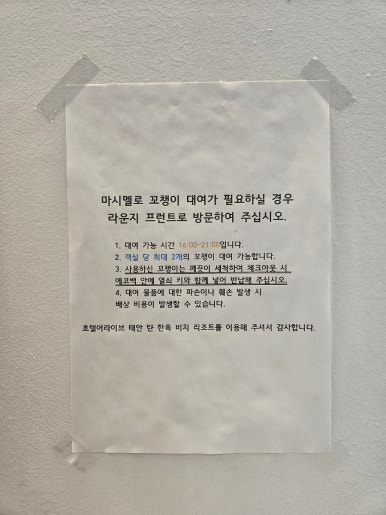 마시멜로 꼬챙이 대여가 필요하실 경우
라운지 프런트로 방문하여 주십시오.
1. 대여 가능 시간 16:00~21:00입니다.
2. 객실 당 최대 2개의 꼬챙이 대여 가능합니다.
3. 사용하신 꼬챙이는 깨끗이 세척하여 체크아웃 시
에코백 안에 열쇠 키와 함께 넣어 반납해 주십시오.
4. 대여 물품에 대한 파손이나 훼손 발생 시
배상 비용이 발생할 수 있습니다.
호텔어라이브 태안 탄 한옥 비치 리조트를 이용해 주셔서 감사합니다.